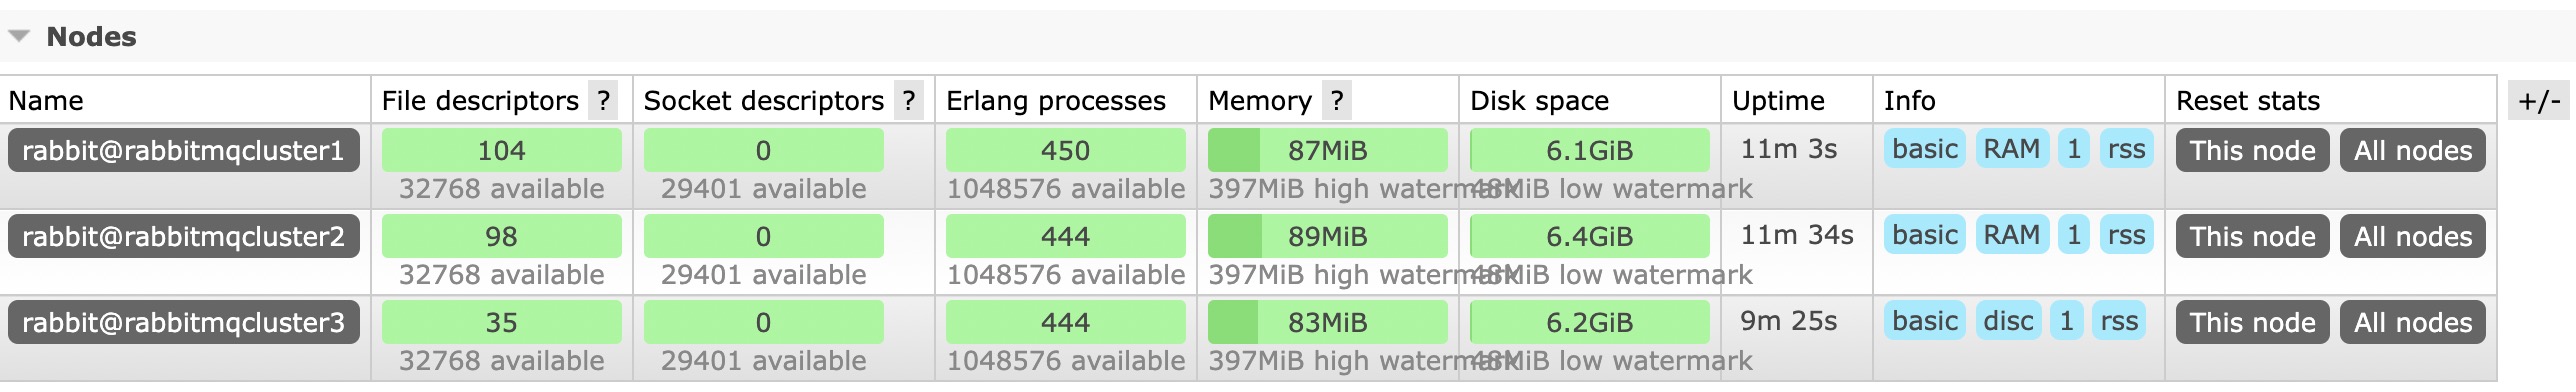 Nodes
Name File descriptors ? Socket descriptors ? Erlang processes Memory ? Disk space Uptime Info Reset stats +/-
rabbit@rabbitmqcluster1 104 0 450 87MiB 6.1GiB 11m 3s basic RAM 1 rss This node All nodes
32768 available 29401 available 1048576 available 397MiB high watermark 48MiB low watermark
rabbit@rabbitmqcluster2 98 0 444 89MiB 6.4GiB 11m 34s basic RAM 1 rss This node All nodes
32768 available 29401 available 1048576 available 397MiB high watermark 48MiB low watermark
rabbit@rabbitmqcluster3 35 0 444 83MiB 6.2GiB 9m 25s basic disc 1 rss This node All nodes
32768 available 29401 available 1048576 available 397MiB high watermark 48MiB low watermark